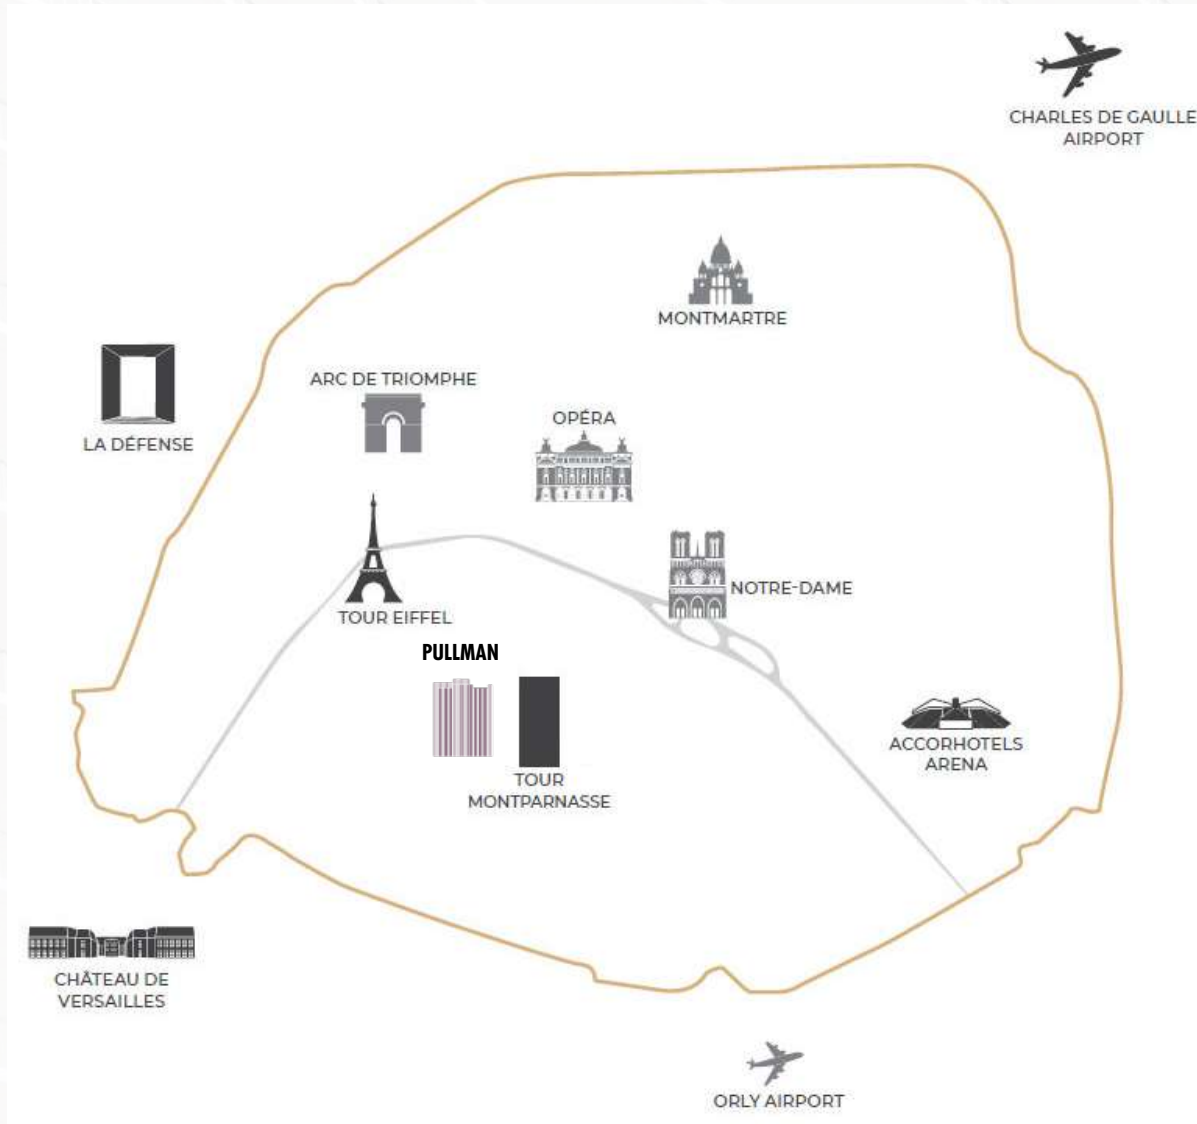 CHARLES DE GAULLE
AIRPORT
MONTMARTRE
ARC DE TRIOMPHE
OPÉRA
LA DÉFENSE
NOTRE-DAME
TOUR EIFFEL
PULLMAN
ACCORHOTELS
ARENA
TOUR
MONTPARNASSE
CHÂTEAU DE
VERSAILLES
ORLY AIRPORT